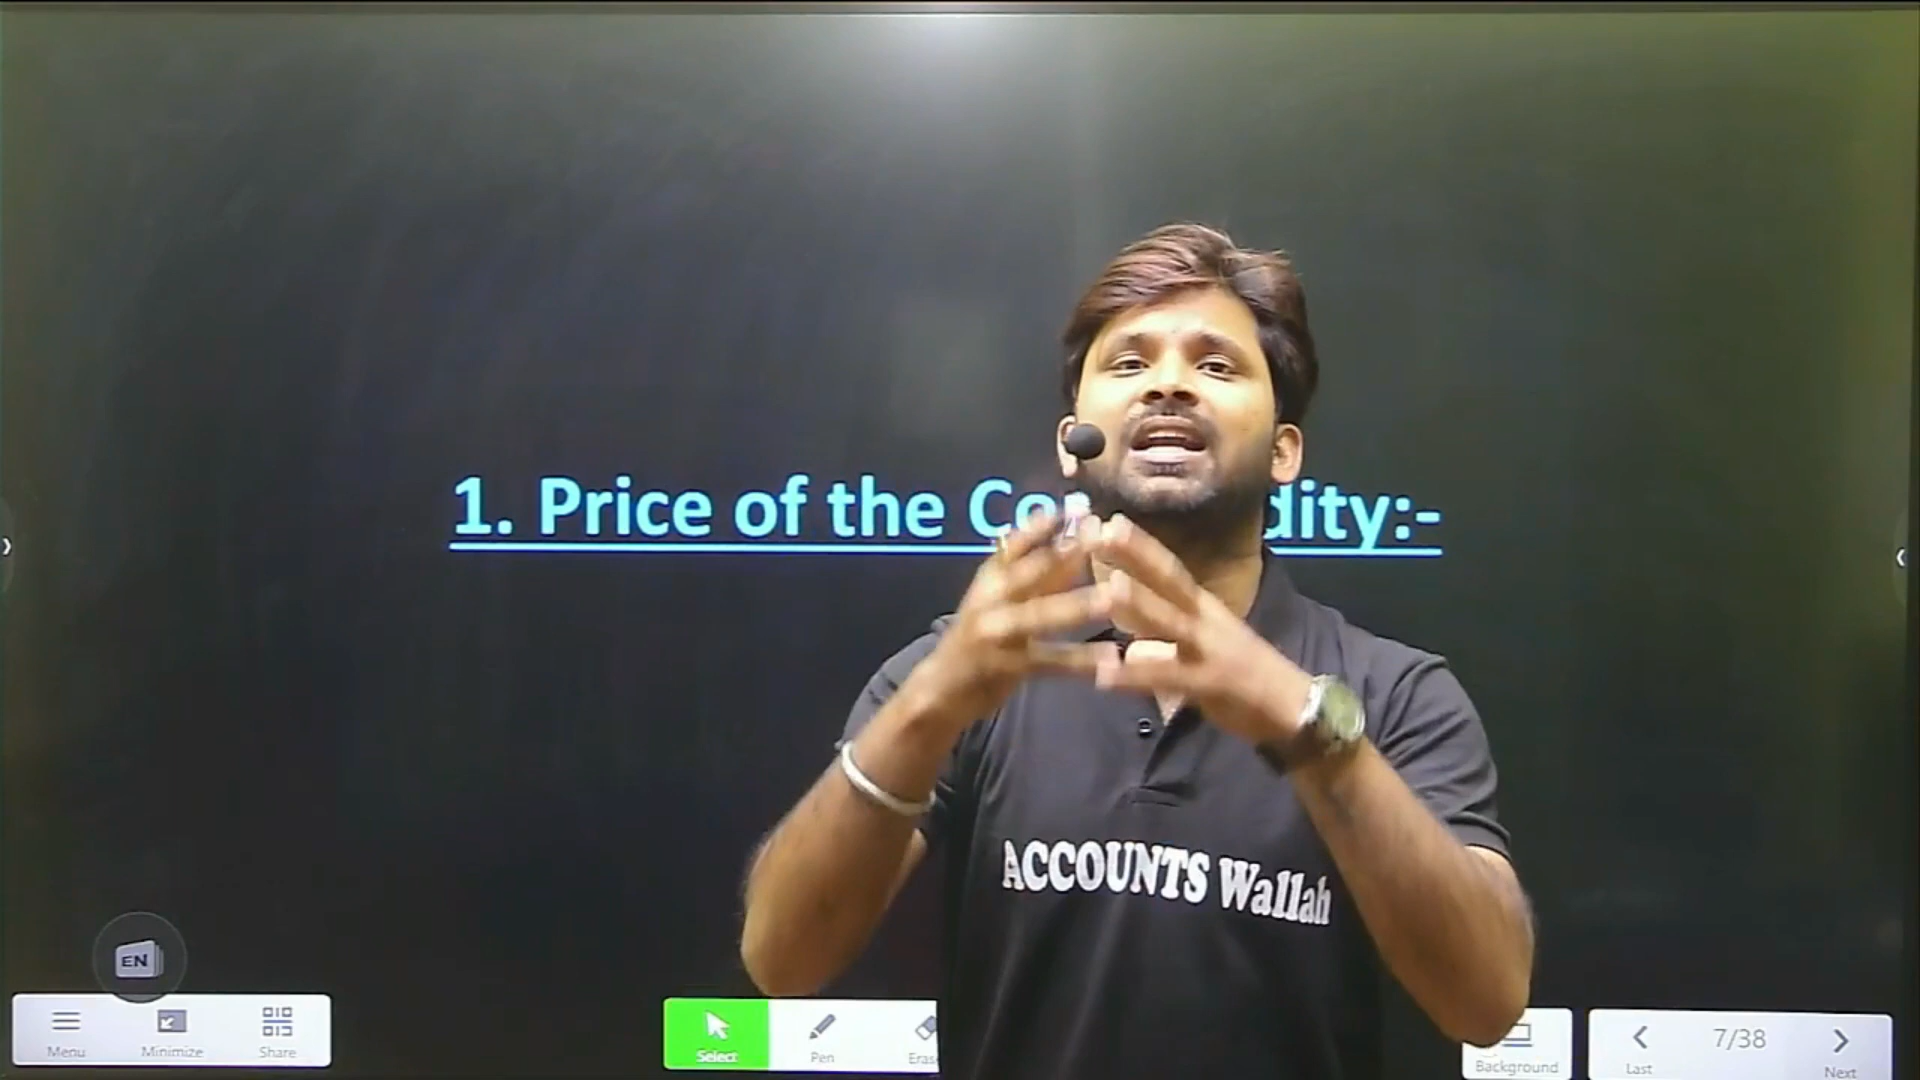 1. Price of the Co dity:-
ACCOUNTS Wallah
EN
Menu
Minimize
Share
Select
Pen
Eras
Background
Last
7/38
Next